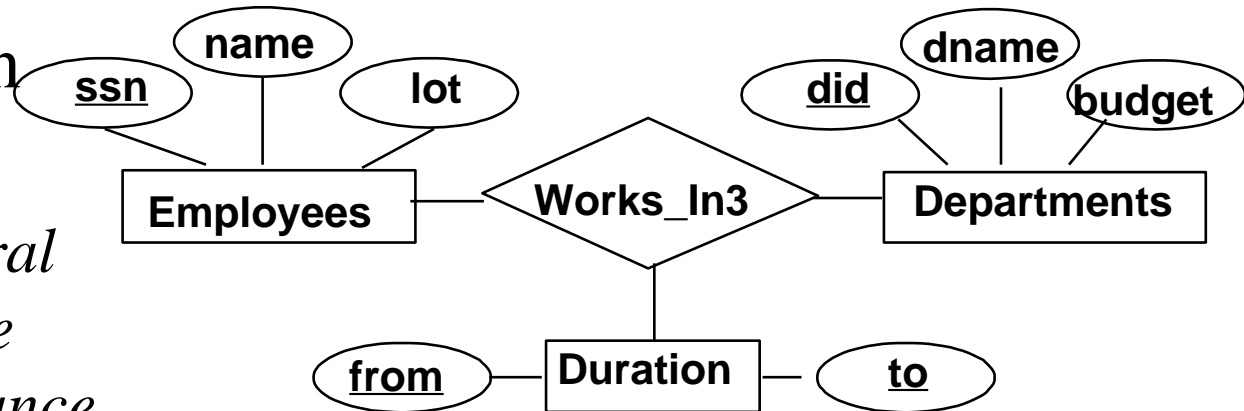 name
dname
ssn
lot
did
budget
Employees
Works_In3
Departments
from
Duration
to